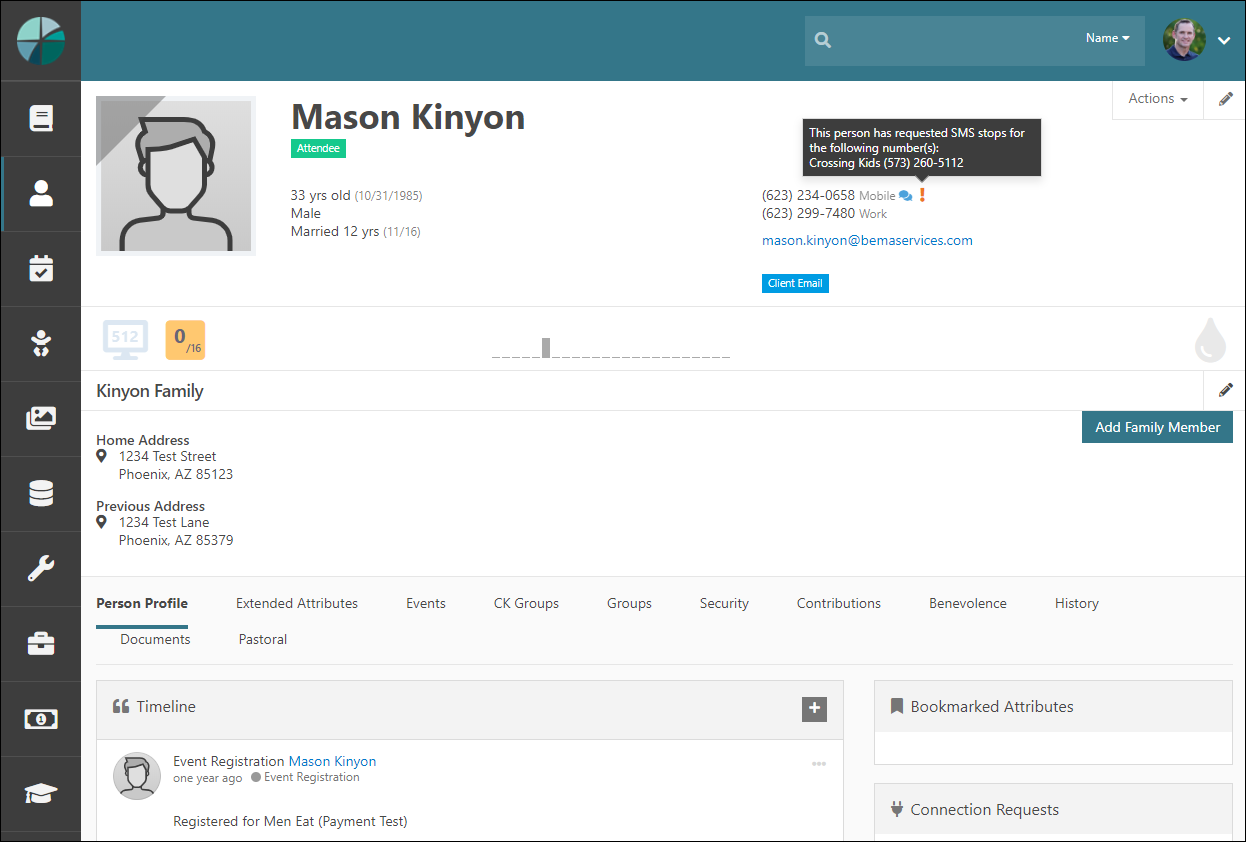 Name
Mason Kinyon
Attendee
Actions
This person has requested SMS stops for
the following number(s):
Crossing Kids (573) 260-5112
33 yrs old (10/31/1985)
Male
Married 12 yrs (11/16)
(623) 234-0658 Mobile
(623) 299-7480 Work
mason.kinyon@bemaservices.com
Client Email
512
0/16
Kinyon Family
Add Family Member
Home Address
1234 Test Street
Phoenix, AZ 85123
Previous Address
1234 Test Lane
Phoenix, AZ 85379
Person Profile Extended Attributes Events CK Groups Groups Security Contributions Benevolence History
Documents Pastoral
Timeline
Event Registration Mason Kinyon
one year ago Event Registration
Registered for Men Eat (Payment Test)
Bookmarked Attributes
Connection Requests